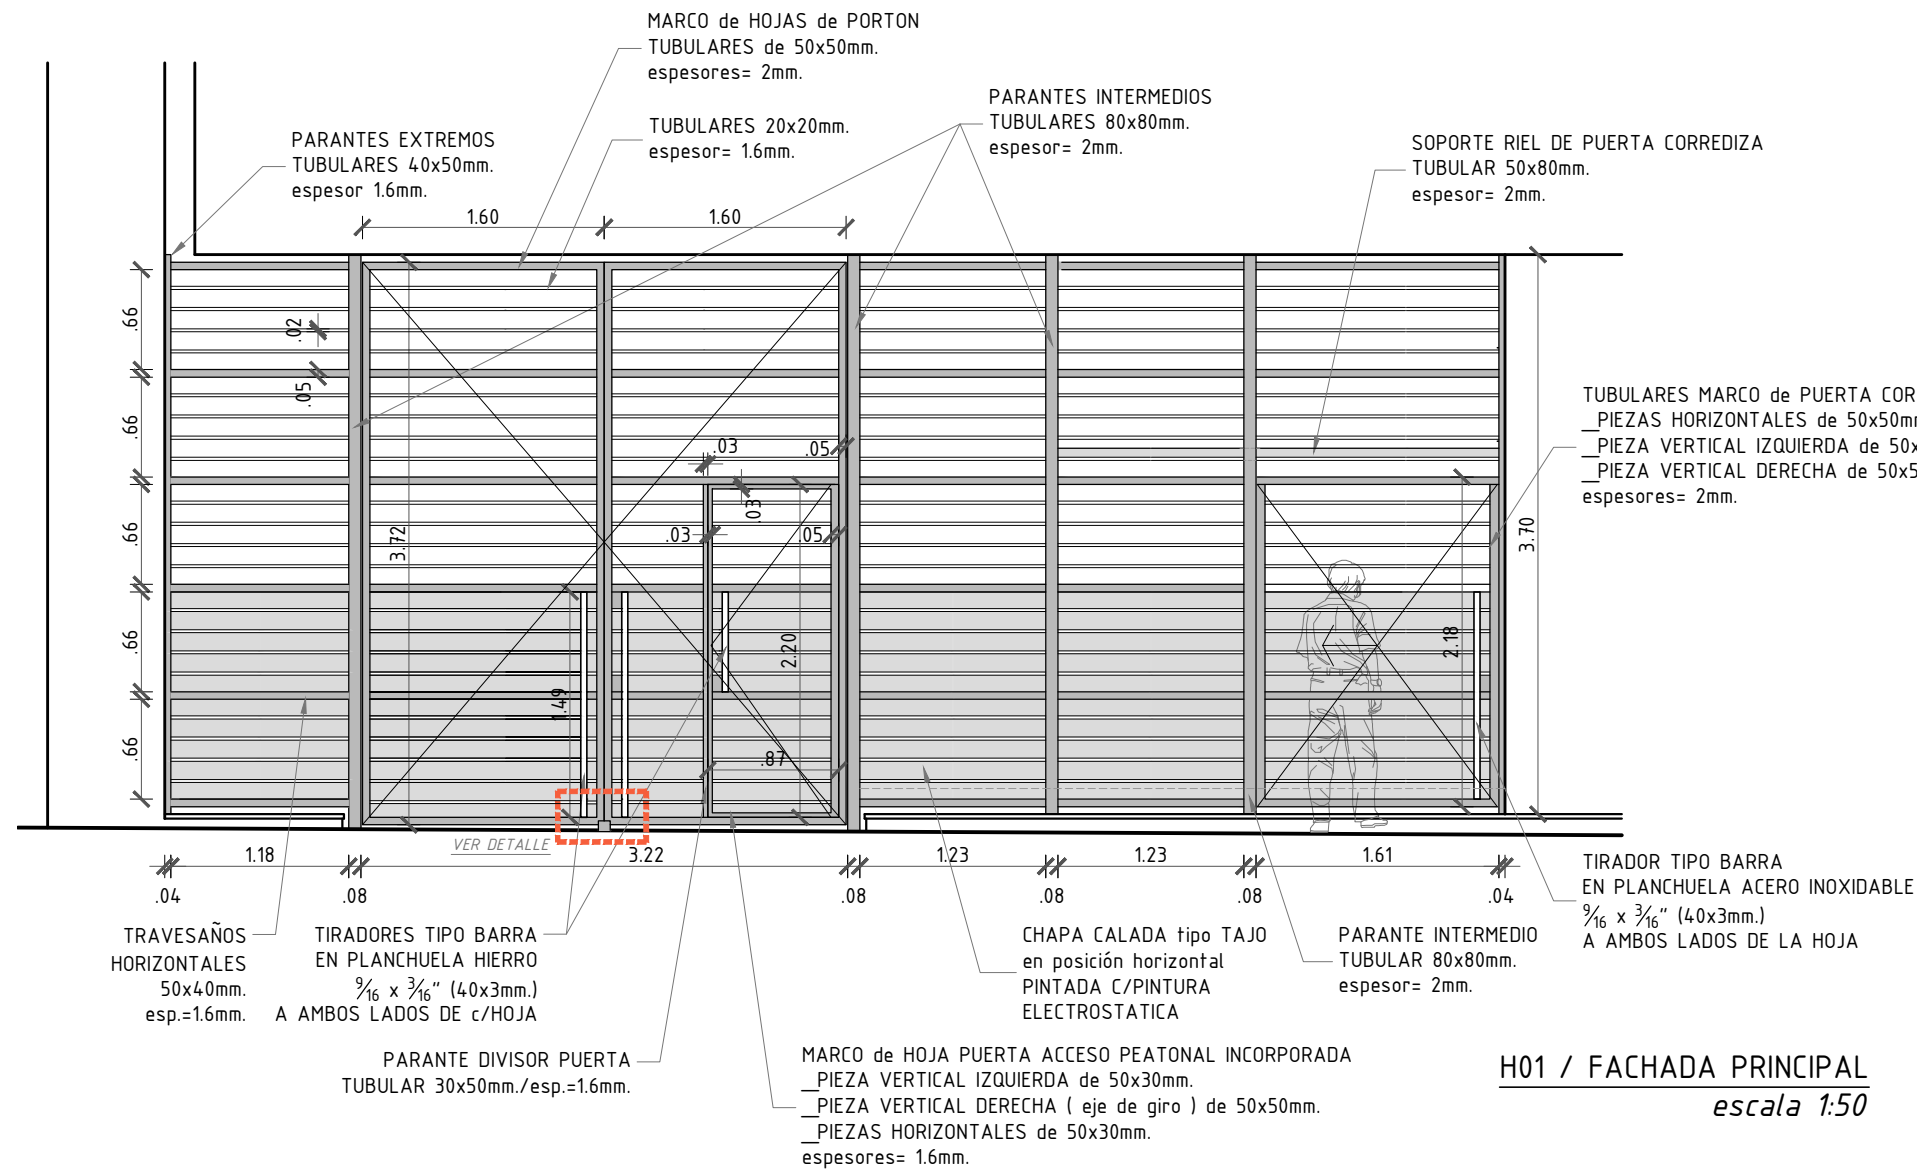 MARCO de HOJAS de PORTON
TUBULARES de 50x50mm.
espesores= 2mm.
TUBULARES 20x20mm.
espesor= 1.6mm.
PARANTES INTERMEDIOS
TUBULARES 80x80mm.
espesor= 2mm.
PARANTES EXTREMOS
TUBULARES 40x50mm.
espesor 1.6mm.
SOPORTE RIEL DE PUERTA CORREDIZA
TUBULAR 50x80mm.
espesor= 2mm.
1.60
1.60
.66
.66
.66
.66
.66
.02
.05
3.72
.03
.05
.03
.03
.05
2.20
1.49
.87
2.18
3.70
TUBULARES MARCO de PUERTA COR
_PIEZAS HORIZONTALES de 50x50m
_PIEZA VERTICAL IZQUIERDA de 50x
_PIEZA VERTICAL DERECHA de 50x5
espesores= 2mm.
VER DETALLE
1.18
3.22
1.23
1.23
1.61
.04
.08
.08
.08
.08
.04
TRAVESAÑOS
HORIZONTALES
50x40mm.
esp.=1.6mm.
TIRADORES TIPO BARRA
EN PLANCHUELA HIERRO
9/16 x 3/16" (40x3mm.)
A AMBOS LADOS DE c/HOJA
CHAPA CALADA tipo TAJO
en posición horizontal
PINTADA C/PINTURA
ELECTROSTATICA
PARANTE INTERMEDIO
TUBULAR 80x80mm.
espesor= 2mm.
TIRADOR TIPO BARRA
EN PLANCHUELA ACERO INOXIDABLE
9/16 x 3/16" (40x3mm.)
A AMBOS LADOS DE LA HOJA
PARANTE DIVISOR PUERTA
TUBULAR 30x50mm./esp.=1.6mm.
MARCO de HOJA PUERTA ACCESO PEATONAL INCORPORADA
_PIEZA VERTICAL IZQUIERDA de 50x30mm.
_PIEZA VERTICAL DERECHA ( eje de giro ) de 50x50mm.
_PIEZAS HORIZONTALES de 50x30mm.
espesores= 1.6mm.
H01 / FACHADA PRINCIPAL
escala 1:50